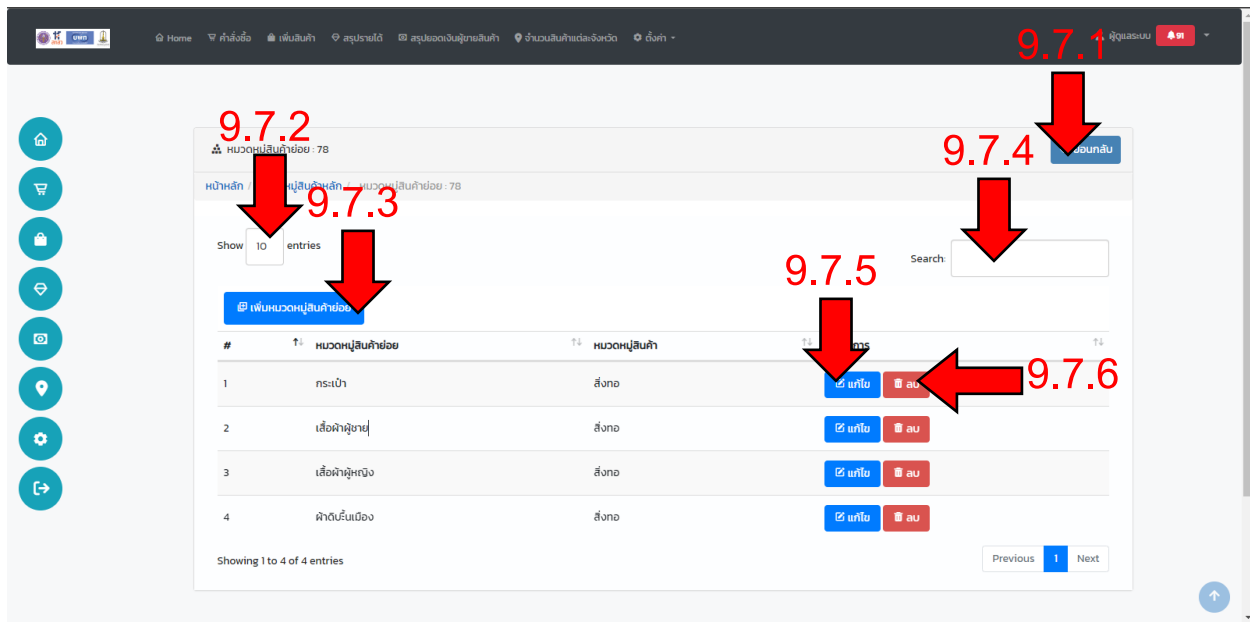 Home คำสั่งซื้อ เพิ่มสินค้า สรุปรายได้ สรุปยอดเงินผู้ขายสินค้า จำนวนสินค้าแต่ละจังหวัด ตั้งค่า ผู้ดูแลระบบ
9.7.1
9.7.2
หมวดหมู่สินค้าย่อย : 78
9.7.4
หน้าหลัก / หมวดหมู่สินค้าย่อย : 78
9.7.3
Show 10 entries
Search:
9.7.5
เพิ่มหมวดหมู่สินค้าย่อย
# หมวดหมู่สินค้าย่อย หมวดหมู่สินค้า
1 กระเป๋า สิ่งทอ แก้ไข ลบ
9.7.6
2 เสื้อผ้าผู้ชาย สิ่งทอ แก้ไข ลบ
3 เสื้อผ้าผู้หญิง สิ่งทอ แก้ไข ลบ
4 ผ้าดิบพื้นเมือง สิ่งทอ แก้ไข ลบ
Showing 1 to 4 of 4 entries
Previous 1 Next